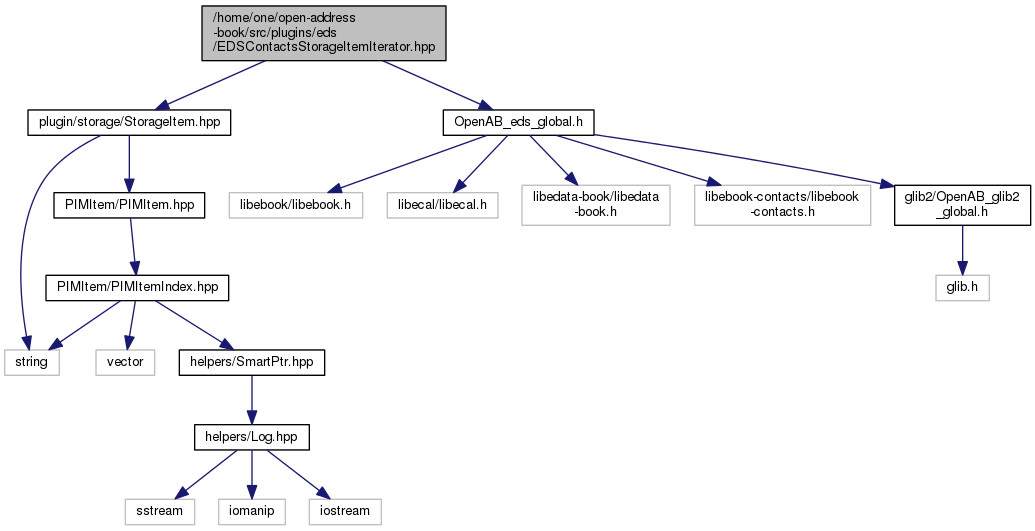 /home/one/open-address
-book/src/plugins/eds
/EDSContactsStorageItemIterator.hpp
plugin/storage/StorageItem.hpp
OpenAB_eds_global.h
PIMItem/PIMItem.hpp
libebook/libebook.h
libecal/libecal.h
libedata-book/libedata
-book.h
libebook-contacts/libebook
-contacts.h
glib2/OpenAB_glib2
_global.h
PIMItem/PIMItemIndex.hpp
glib.h
string
vector
helpers/SmartPtr.hpp
helpers/Log.hpp
sstream
iomanip
iostream